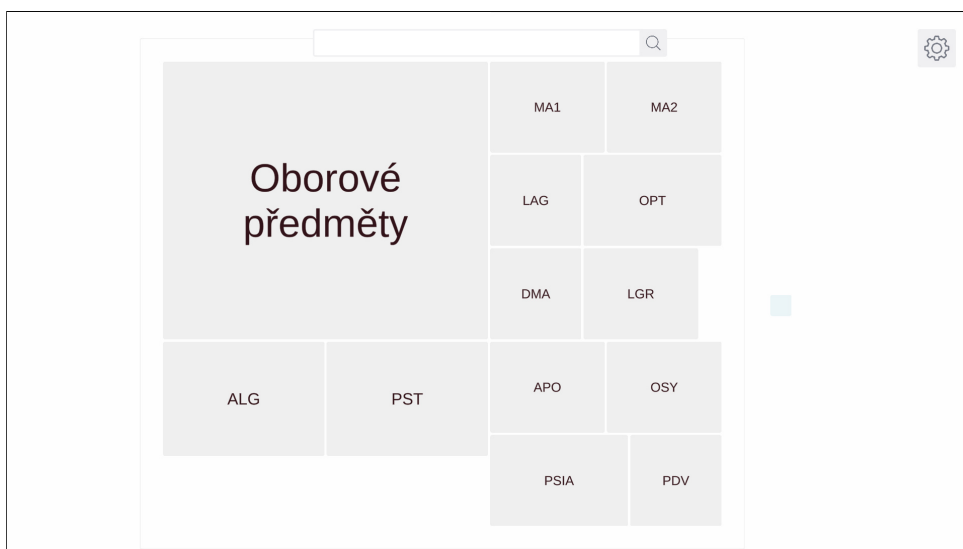 Oborové
předměty
MA1
MA2
LAG
OPT
DMA
LGR
ALG
PST
APO
OSY
PSIA
PDV